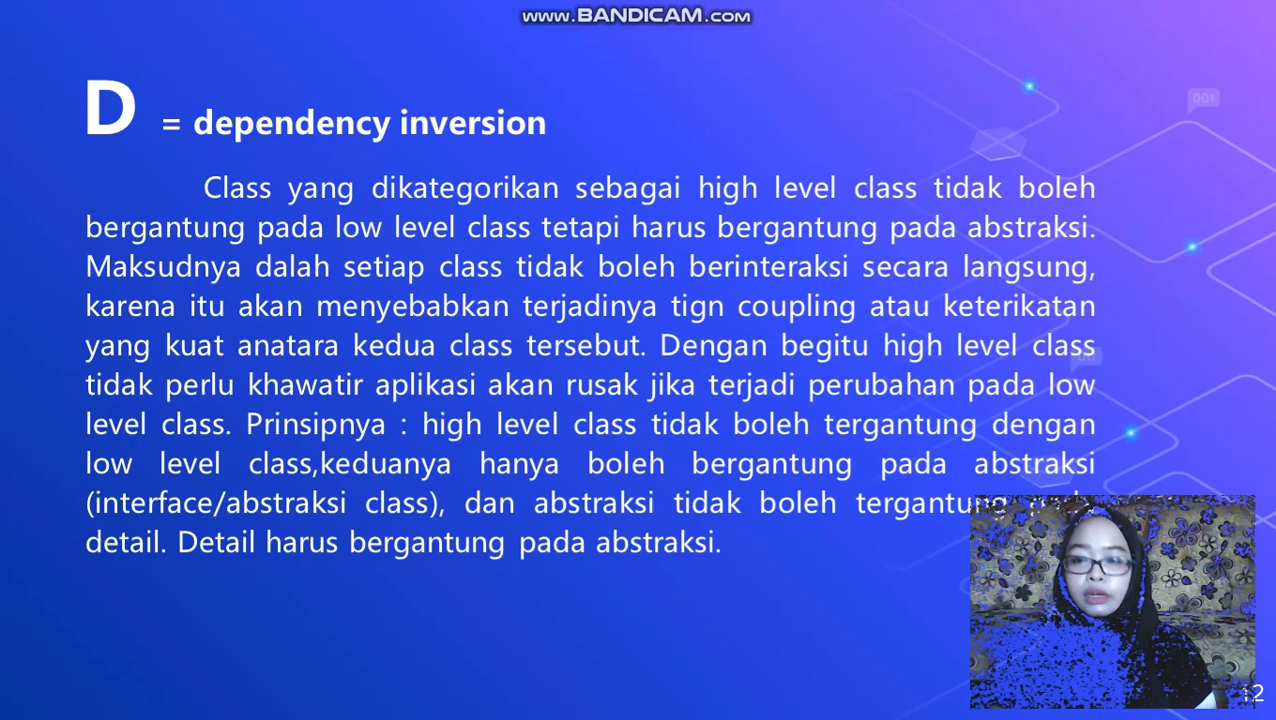 www.BANDICAM.com
D = dependency inversion
Class yang dikategorikan sebagai high level class tidak boleh
bergantung pada low level class tetapi harus bergantung pada abstraksi.
Maksudnya dalah setiap class tidak boleh berinteraksi secara langsung,
karena itu akan menyebabkan terjadinya tign coupling atau keterikatan
yang kuat anatara kedua class tersebut. Dengan begitu high level class
tidak perlu khawatir aplikasi akan rusak jika terjadi perubahan pada low
level class. Prinsipnya : high level class tidak boleh tergantung dengan
low level class,keduanya hanya boleh bergantung pada abstraksi
(interface/abstraksi class), dan abstraksi tidak boleh tergantung
detail. Detail harus bergantung pada abstraksi.
001
12